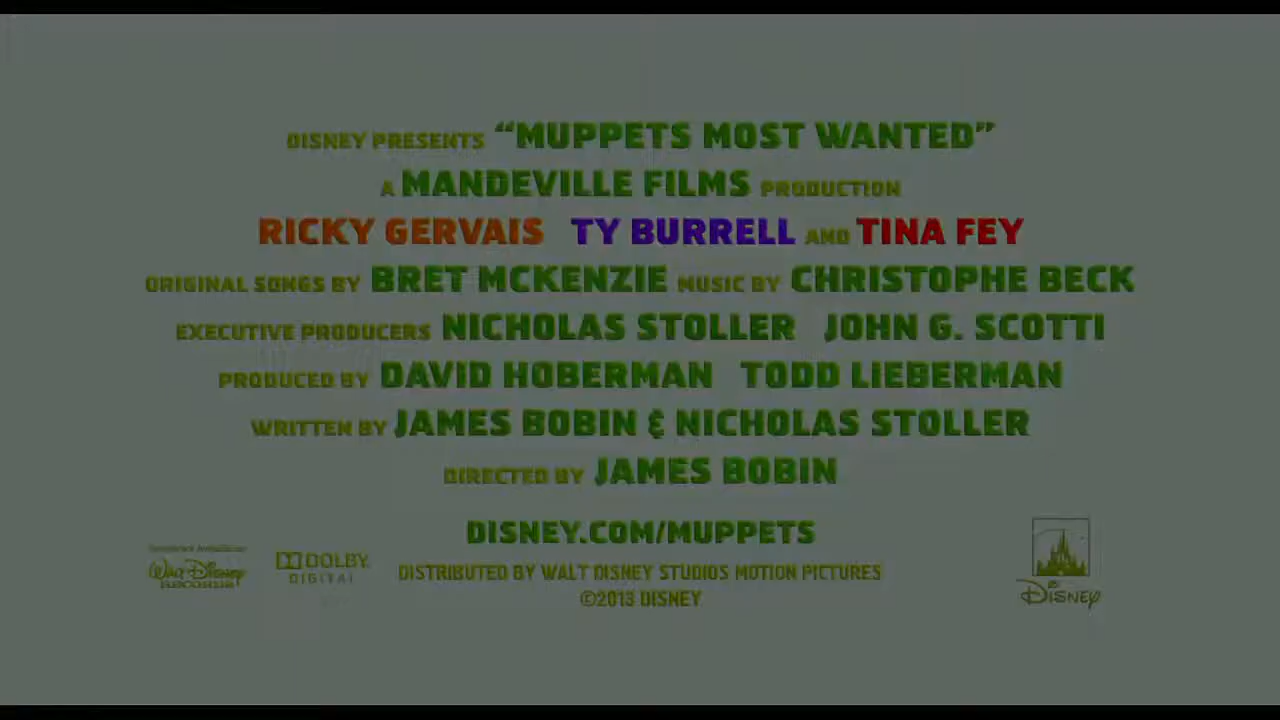 DISNEY PRESENTS “MUPPETS MOST WANTED”
A MANDEVILLE FILMS PRODUCTION
RICKY GERVAIS TY BURRELL AND TINA FEY
ORIGINAL SONGS BY BRET MCKENZIE MUSIC BY CHRISTOPHE BECK
EXECUTIVE PRODUCERS NICHOLAS STOLLER JOHN G. SCOTTI
PRODUCED BY DAVID HOBERMAN TODD LIEBERMAN
WRITTEN BY JAMES BOBIN & NICHOLAS STOLLER
DIRECTED BY JAMES BOBIN
DISNEY.COM/MUPPETS
WALT DISNEY
RECORDS
DOLBY
DIGITAL
DISTRIBUTED BY WALT DISNEY STUDIOS MOTION PICTURES
©2013 DISNEY
DISNEY